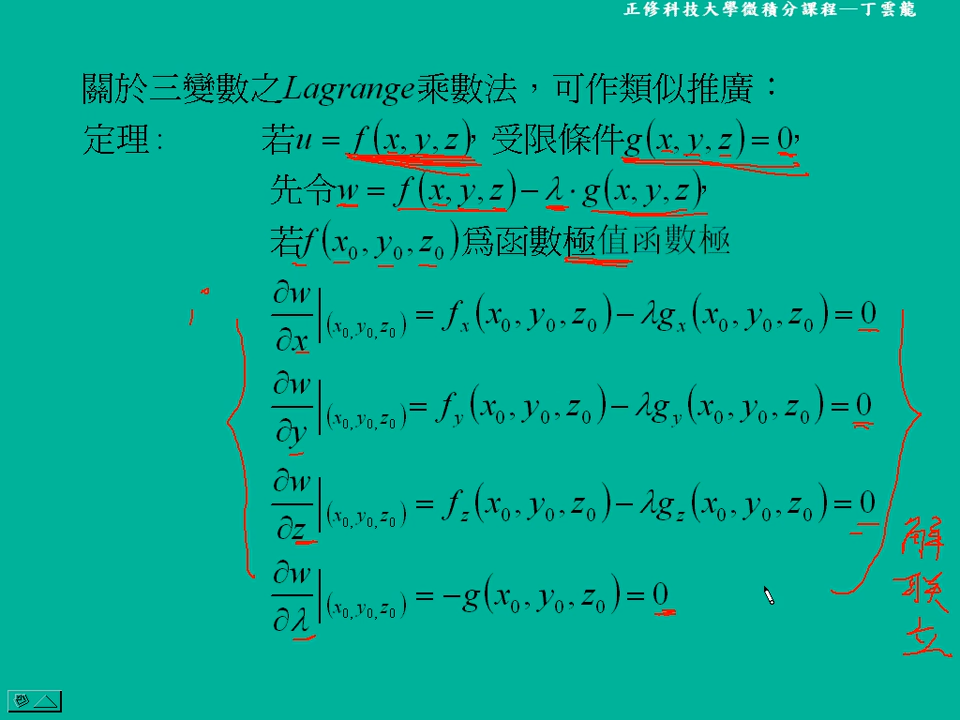 正修科技大學微積分課程—丁雲龍
關於三變數之Lagrange乘數法，可作類似推廣：
定理: 若u = f(x, y, z), 受限條件g(x, y, z) = 0,
先令w = f(x, y, z) − λ · g(x, y, z),
若f(x₀, y₀, z₀)為函數極值函數極
∂w/∂x |(x₀, y₀, z₀) = fₓ(x₀, y₀, z₀) − λgₓ(x₀, y₀, z₀) = 0
∂w/∂y |(x₀, y₀, z₀) = f_y(x₀, y₀, z₀) − λg_y(x₀, y₀, z₀) = 0
∂w/∂z |(x₀, y₀, z₀) = f_z(x₀, y₀, z₀) − λg_z(x₀, y₀, z₀) = 0
∂w/∂λ |(x₀, y₀, z₀) = −g(x₀, y₀, z₀) = 0
解
联
立